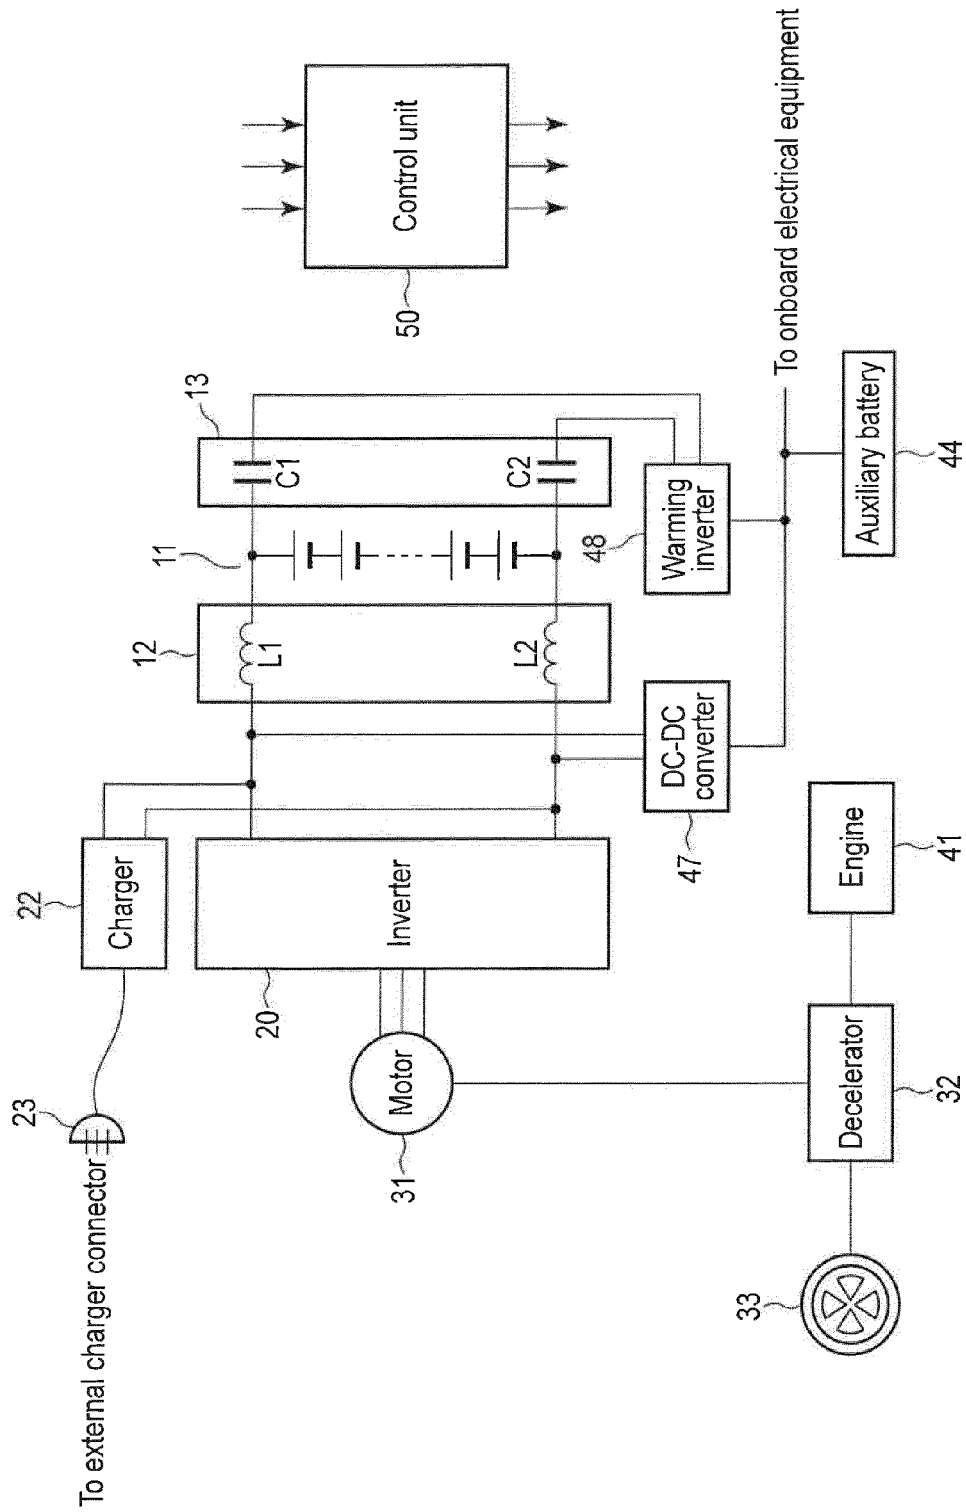 To external charger connector
23
22
Charger
20
Inverter
Motor
31
12
L1
L2
11
13
C1
C2
Control unit
50
47
DC-DC
converter
48
Warming
inverter
To onboard electrical equipment
33
Decelerator
32
Engine
41
Auxiliary battery
44